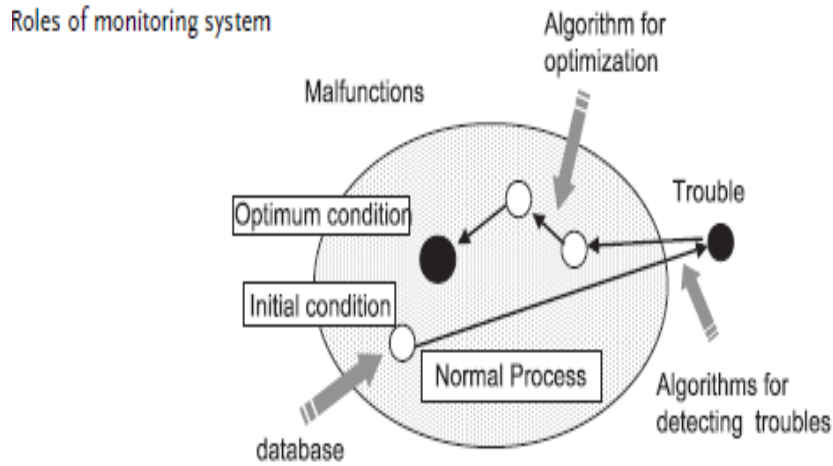 Roles of monitoring system
Algorithm for
optimization
Malfunctions
Trouble
Optimum condition
Initial condition
Normal Process
Algorithms for
detecting troubles
database